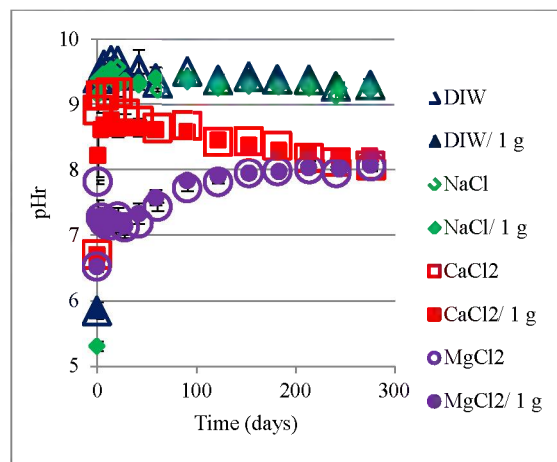 10
9
8
7
6
5
pHr
0
100
200
300
Time (days)
DIW
DIW/ 1 g
NaCl
NaCl/ 1 g
CaCl2
CaCl2/ 1 g
MgCl2
MgCl2/ 1 g